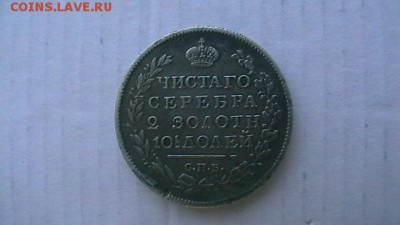 COINS.LAVE.RU
ЧИСТАГО
СЕРЕБРА
2 ЗОЛОТН
10½ ДОЛЕЙ
С.П.Б.